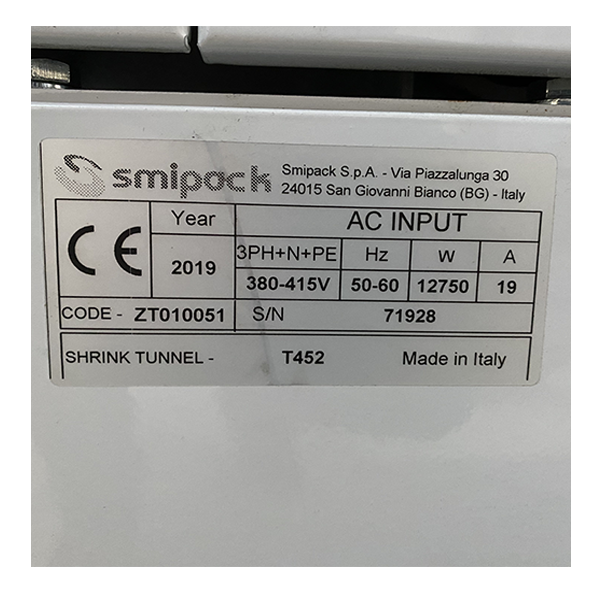 smipack
Smipack S.p.A. - Via Piazzalunga 30
24015 San Giovanni Bianco (BG) - Italy
CE
Year
AC INPUT
2019
3PH+N+PE Hz W A
380-415V 50-60 12750 19
CODE - ZT010051 S/N 71928
SHRINK TUNNEL - T452 Made in Italy